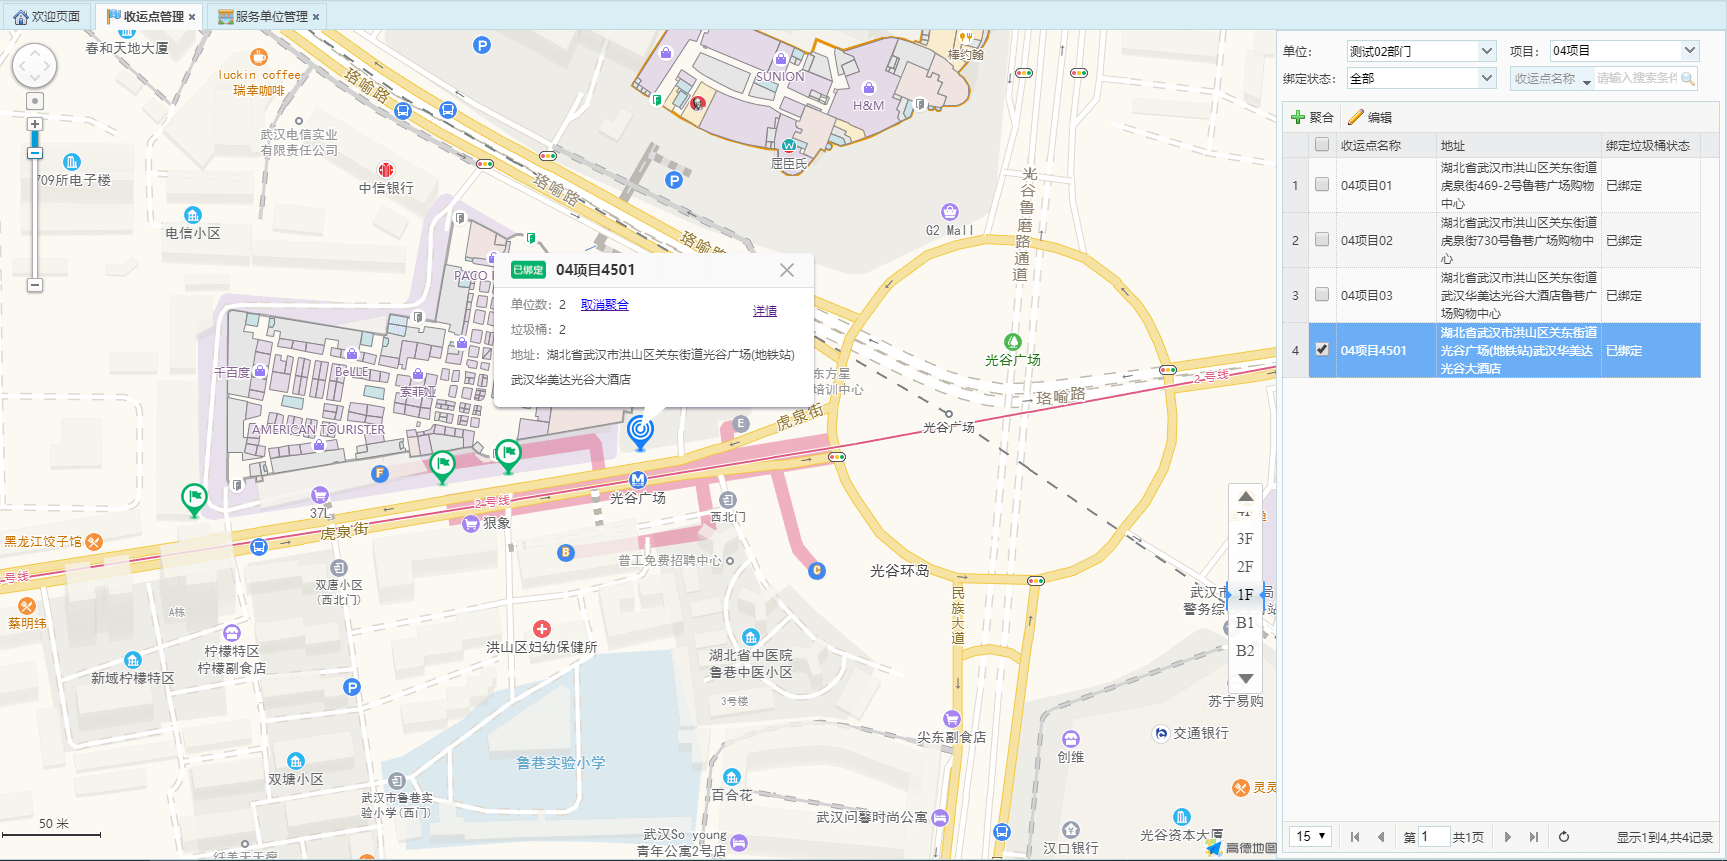 欢迎页面
收运点管理
服务单位管理
单位:
测试02部门
项目:
04项目
绑定状态:
全部
收运点名称
请输入搜索条件
聚合
编辑
收运点名称
地址
绑定垃圾桶状态
1
04项目01
湖北省武汉市洪山区关东街道
虎泉街469-2号鲁巷广场购物
中心
已绑定
2
04项目02
湖北省武汉市洪山区关东街道
虎泉街730号鲁巷广场购物中
心
已绑定
3
04项目03
湖北省武汉市洪山区关东街道
武汉华美达光谷大酒店鲁巷广
场购物中心
已绑定
4
04项目4501
湖北省武汉市洪山区关东街道
光谷广场(地铁站)武汉华美达
光谷大酒店
已绑定
15
第
1
共1页
显示1到4,共4记录
已绑定
04项目4501
单位数: 2
取消聚合
详情
垃圾桶: 2
地址: 湖北省武汉市洪山区关东街道光谷广场(地铁站)
武汉华美达光谷大酒店
春和天地大厦
luckin coffee
瑞幸咖啡
珞喻路
P
SUNION
H&M
棒约翰
屈臣氏
武汉电信实业
有限责任公司
中信银行
709所电子楼
电信小区
珞喻路
P
珞喻路
G2 Mall
光谷鲁磨路通道
PACO
千百度
BeLLE
索菲娅
AMERICAN TOURISTER
东方星
培训中心
光谷广场
珞喻路
2号线
光谷广场
虎泉街
E
F
37L
2号线
狠象
光谷广场
西北门
虎泉街
B
C
普工免费招聘中心
光谷环岛
民族大道
黑龙江饺子馆
号线
蔡明纬
双唐小区
(西北门)
A栋
柠檬特区
柠檬副食店
新域柠檬特区
P
洪山区妇幼保健所
湖北省中医院
鲁巷中医小区
3号楼
鲁巷实验小学
双塘小区
武汉市鲁巷实
验小学(西门)
百合花
尖东副食店
创维
交通银行
苏宁易购
灵灵
武汉问馨时尚公寓
武汉So young
青年公寓2号店
汉口银行
光谷资本大厦
高德地图
3F
2F
1F
B1
B2
50 米